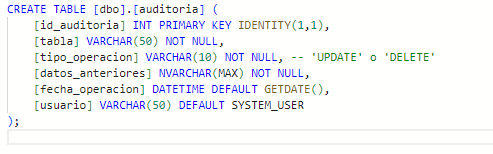 CREATE TABLE [dbo].[auditoria] (
[id_auditoria] INT PRIMARY KEY IDENTITY(1,1),
[tabla] VARCHAR(50) NOT NULL,
[tipo_operacion] VARCHAR(10) NOT NULL, -- 'UPDATE' o 'DELETE'
[datos_anteriores] NVARCHAR(MAX) NOT NULL,
[fecha_operacion] DATETIME DEFAULT GETDATE(),
[usuario] VARCHAR(50) DEFAULT SYSTEM_USER
);